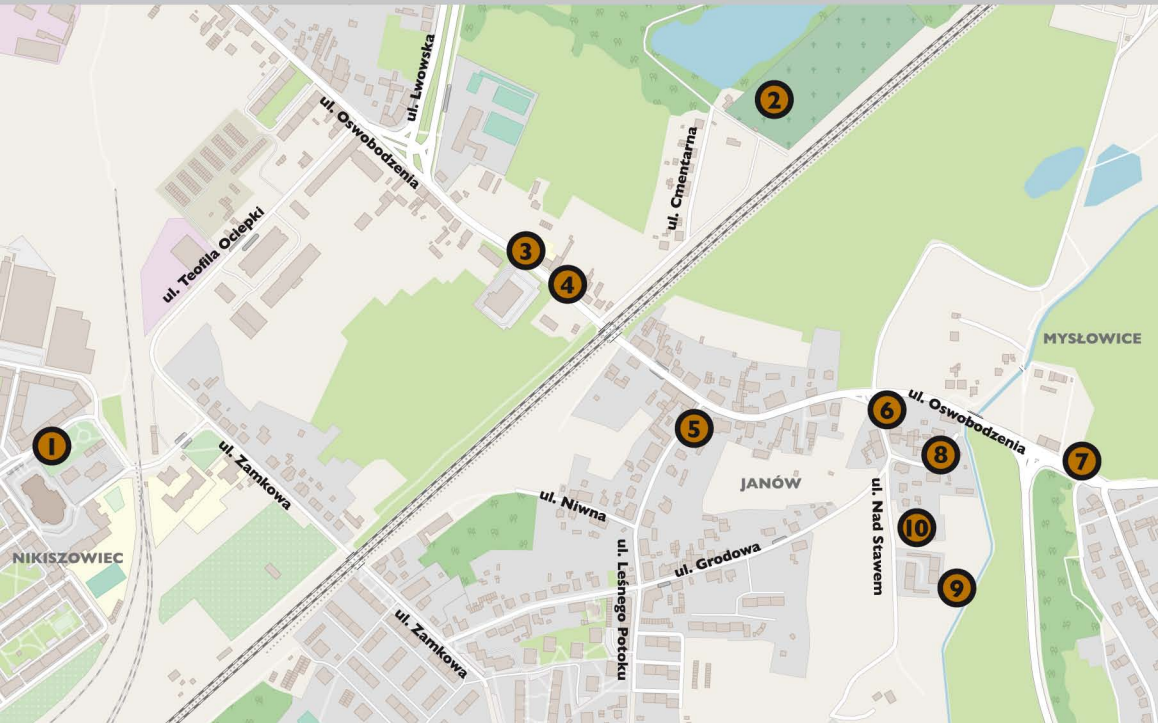 ul. Lwowska
ul. Oswobodzenia
2
ul. Cmentarna
ul. Teofila Ociepki
3
4
MYSŁOWICE
1
5
6
ul. Oswobodzenia
7
8
ul. Zamkowa
JANÓW
ul. Niwna
ul. Nad Stawem
10
NIKISZOWIEC
ul. Grodowa
ul. Leśnego Potoku
9
ul. Zamkowa